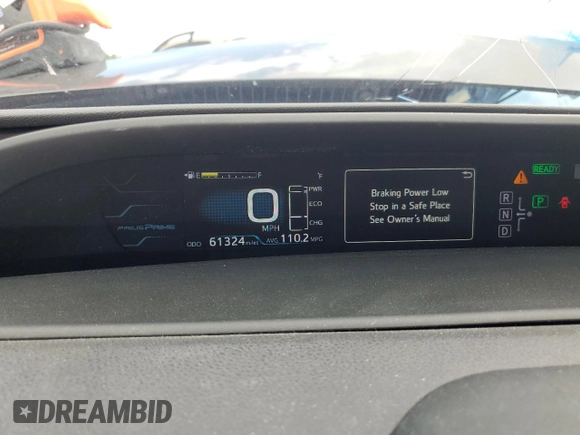 E F
°F
READY
0
MPH
PWR
ECO
CHG
Braking Power Low
Stop in a Safe Place
See Owner's Manual
R
N
D
P
PRIUS PRIME
ODO 61324 miles AVG 110.2 MPG
DREAMBID